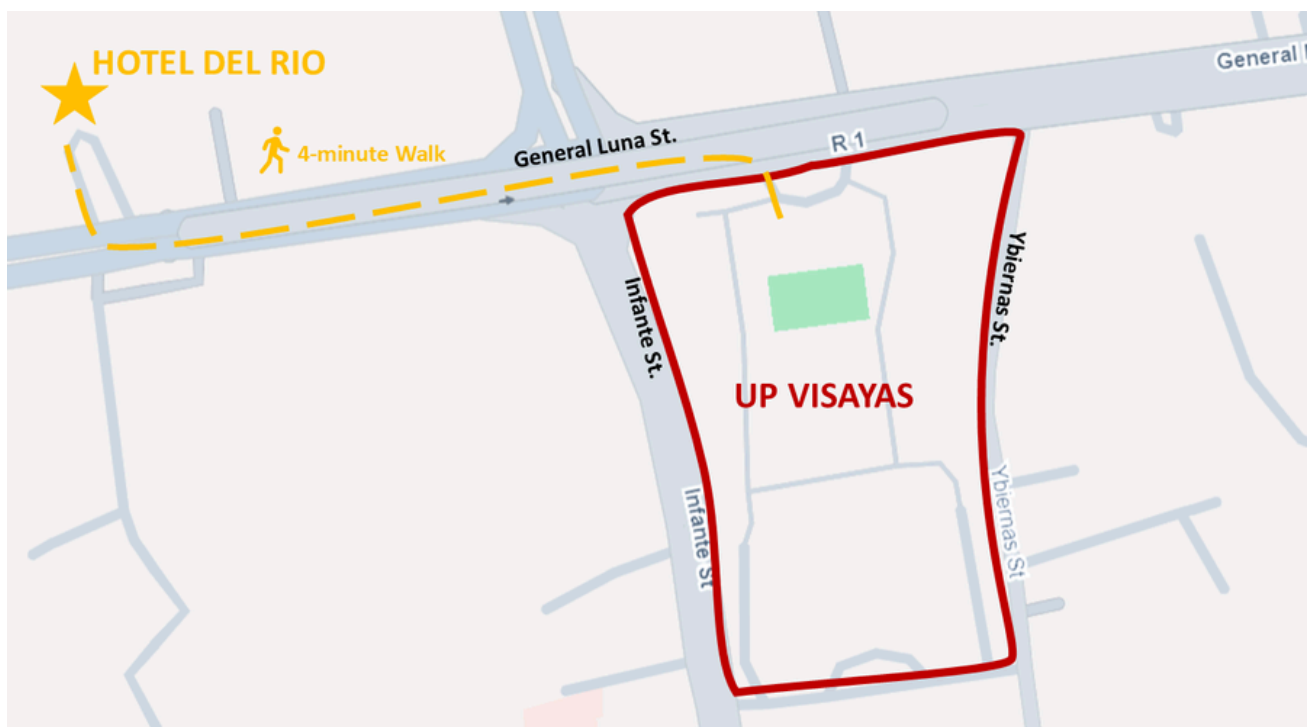 HOTEL DEL RIO
4-minute Walk
General Luna St.
R 1
General
Infante St.
Ybiernas St.
UP VISAYAS
Infante St
Ybiernas St